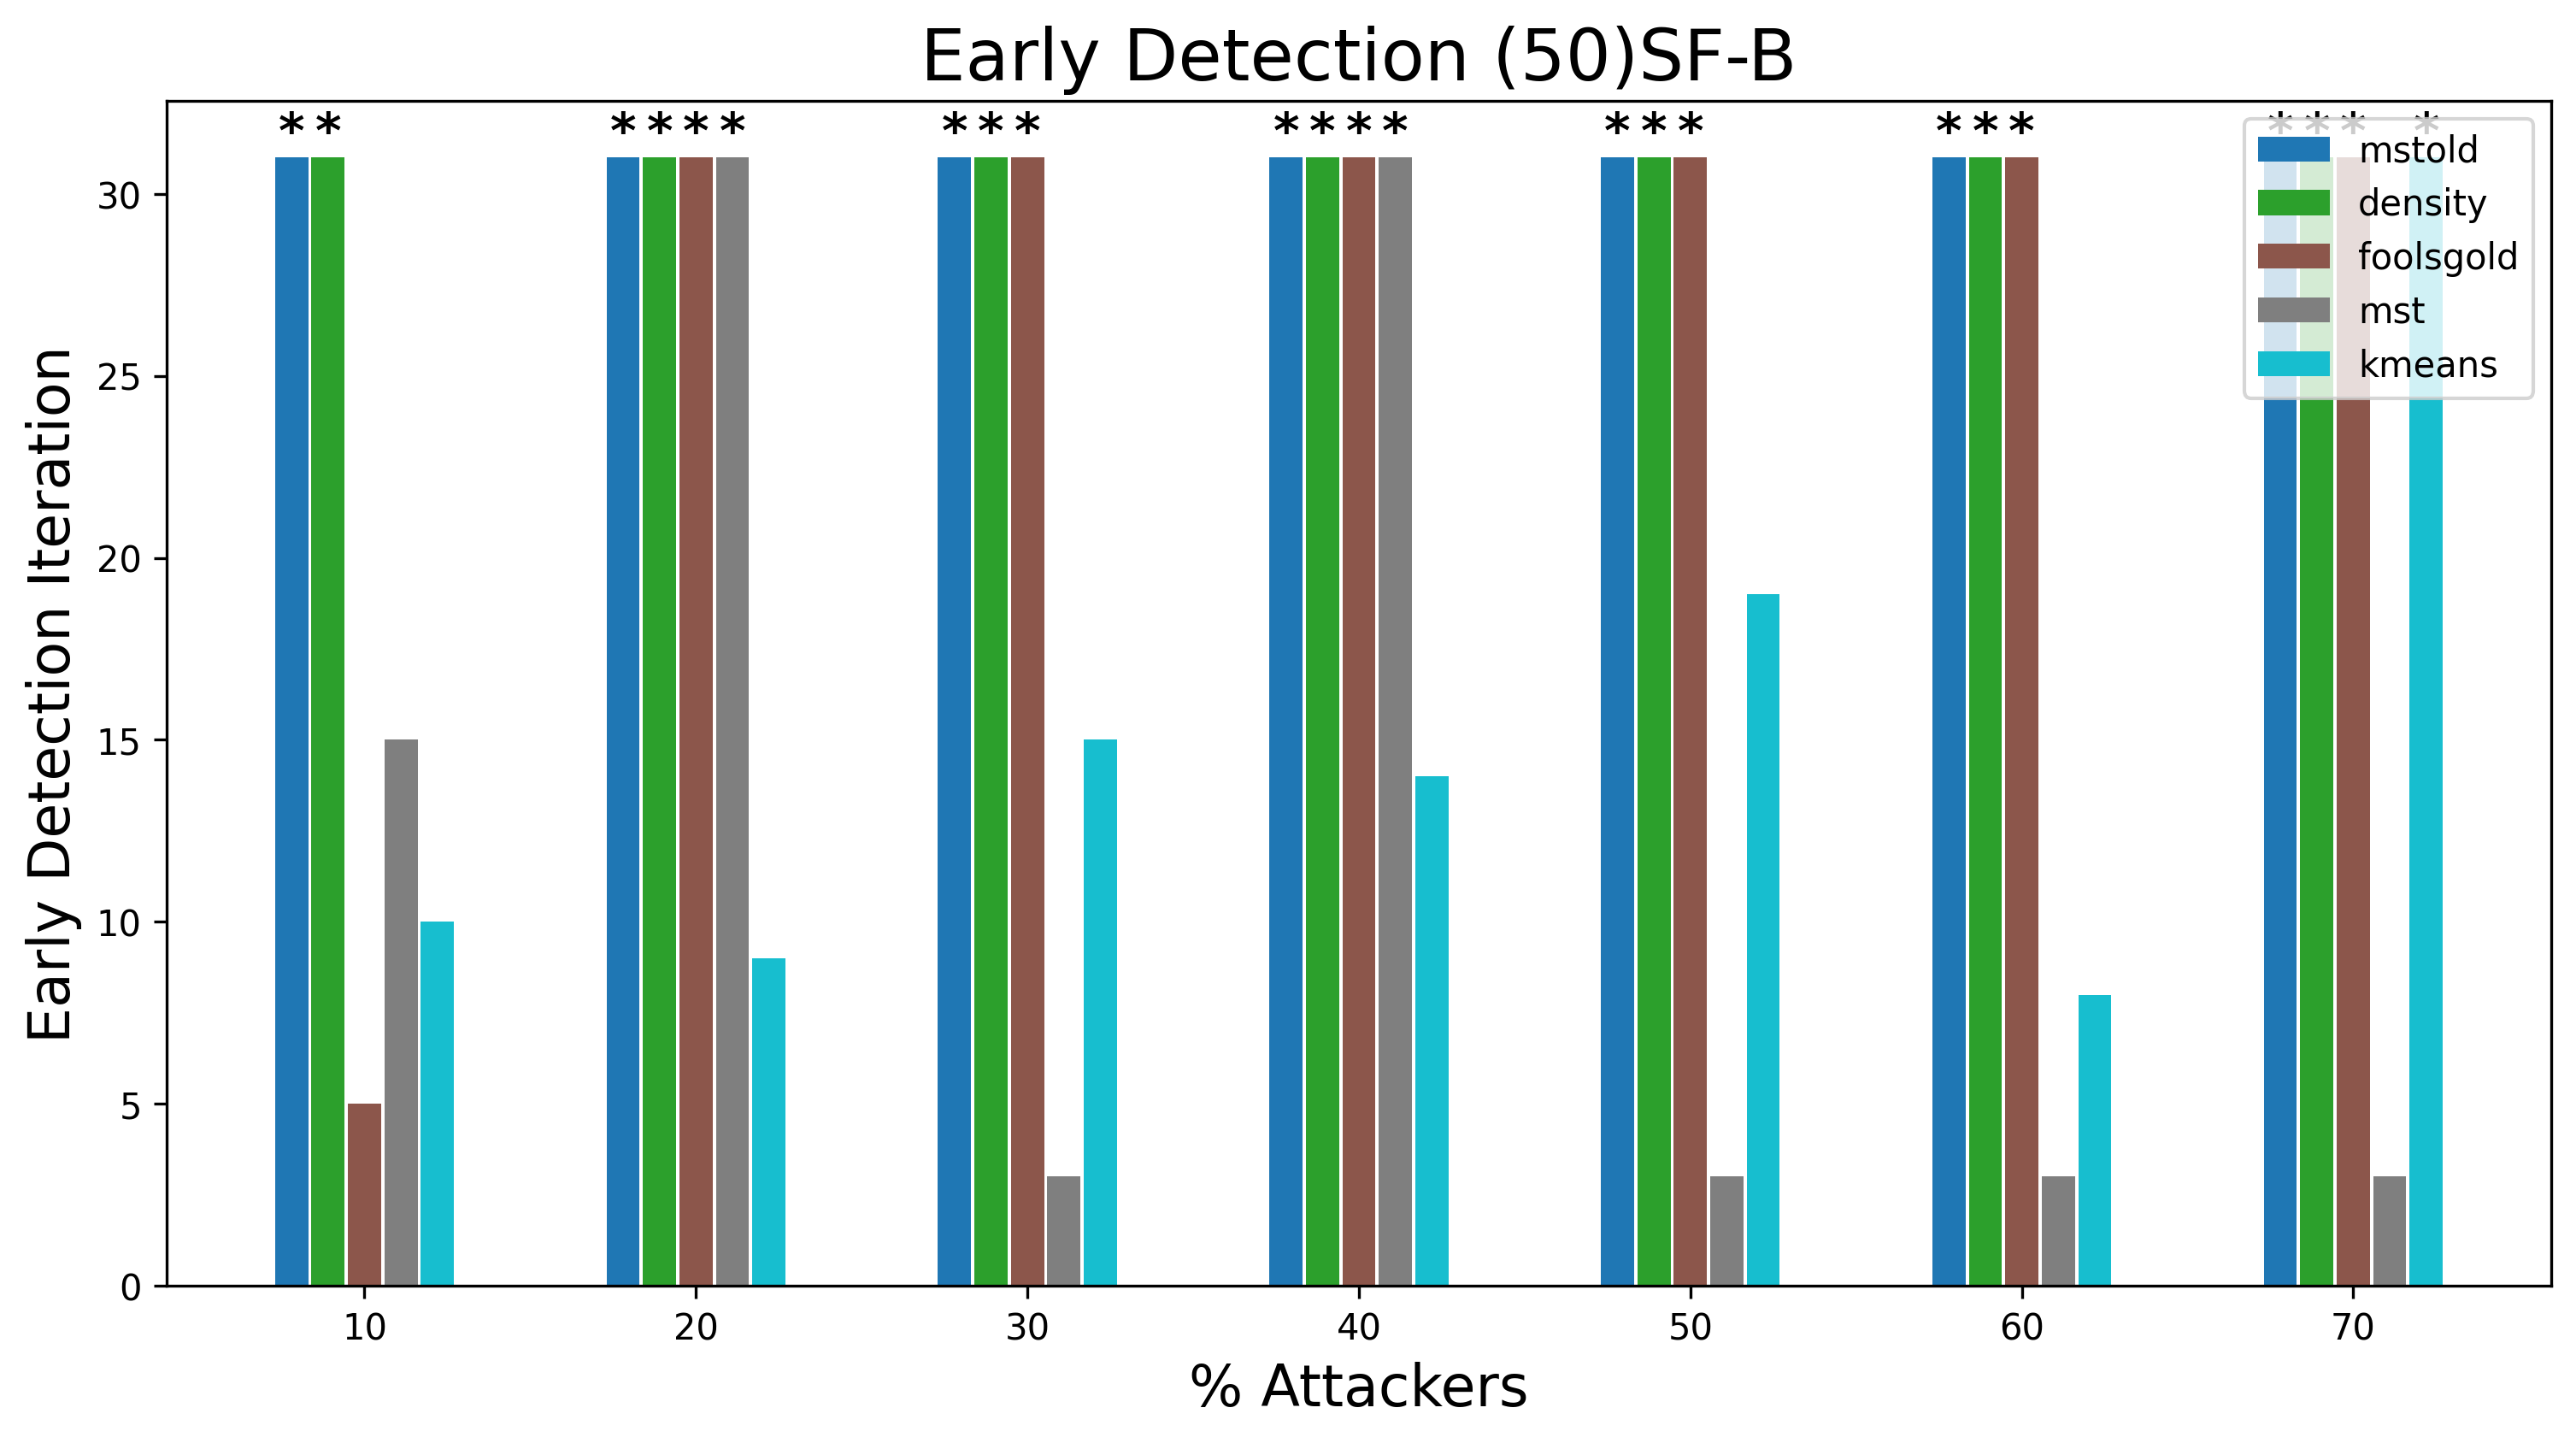 Early Detection (50)SF-B
* * * * * * * * * * * * * * * * * * * * * * *
mstold
density
foolsgold
mst
kmeans
Early Detection Iteration
30
25
20
15
10
5
0
10 20 30 40 50 60 70
% Attackers